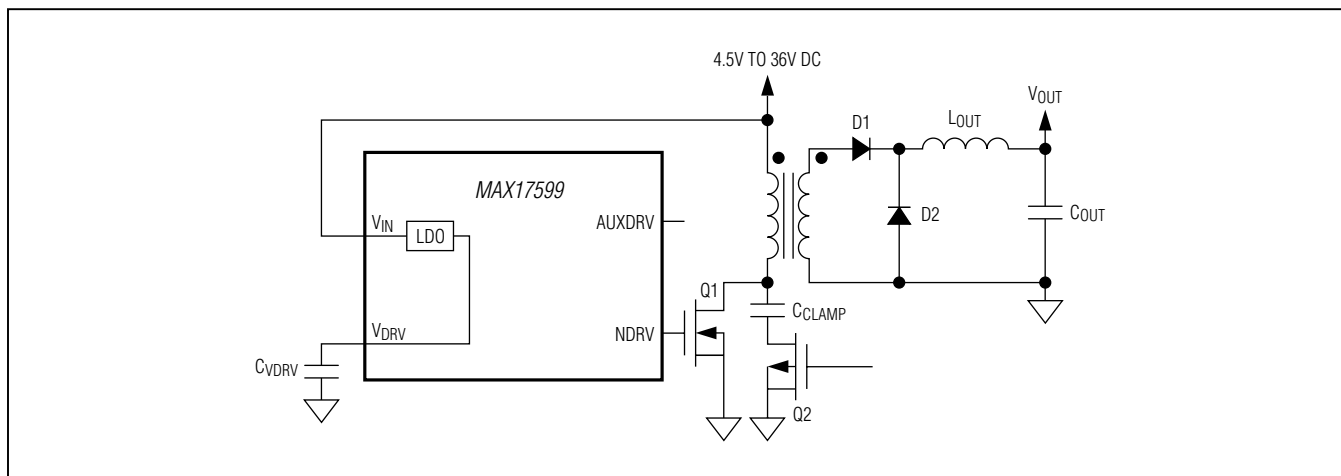 4.5V TO 36V DC
VOUT
D1
LOUT
MAX17599
VIN
LDO
AUXDRV
D2
COUT
Q1
CCLAMP
VDRV
NDRV
CVDRV
Q2